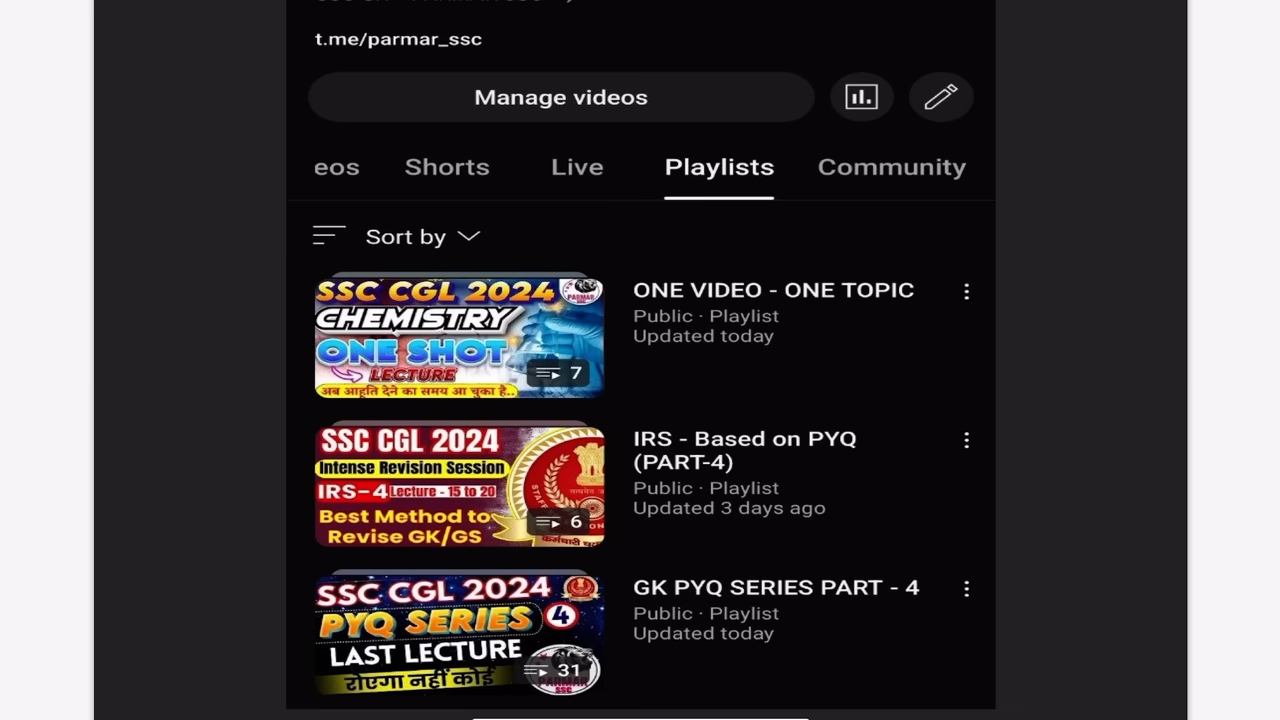 t.me/parmar_ssc
Manage videos
eos Shorts Live Playlists Community
Sort by
SSC CGL 2024
PARMAR
SSC
CHEMISTRY
ONE SHOT
LECTURE
7
अब आहूति देने का समय आ चुका है..
ONE VIDEO - ONE TOPIC
Public · Playlist
Updated today
SSC CGL 2024
Intense Revision Session
IRS-4 Lecture - 15 to 20
Best Method to
Revise GK/GS
6
IRS - Based on PYQ
(PART-4)
Public · Playlist
Updated 3 days ago
SSC CGL 2024
PYQ SERIES 4
LAST LECTURE
रोएगा नहीं कोई
31
PARMAR
SSC
GK PYQ SERIES PART - 4
Public · Playlist
Updated today